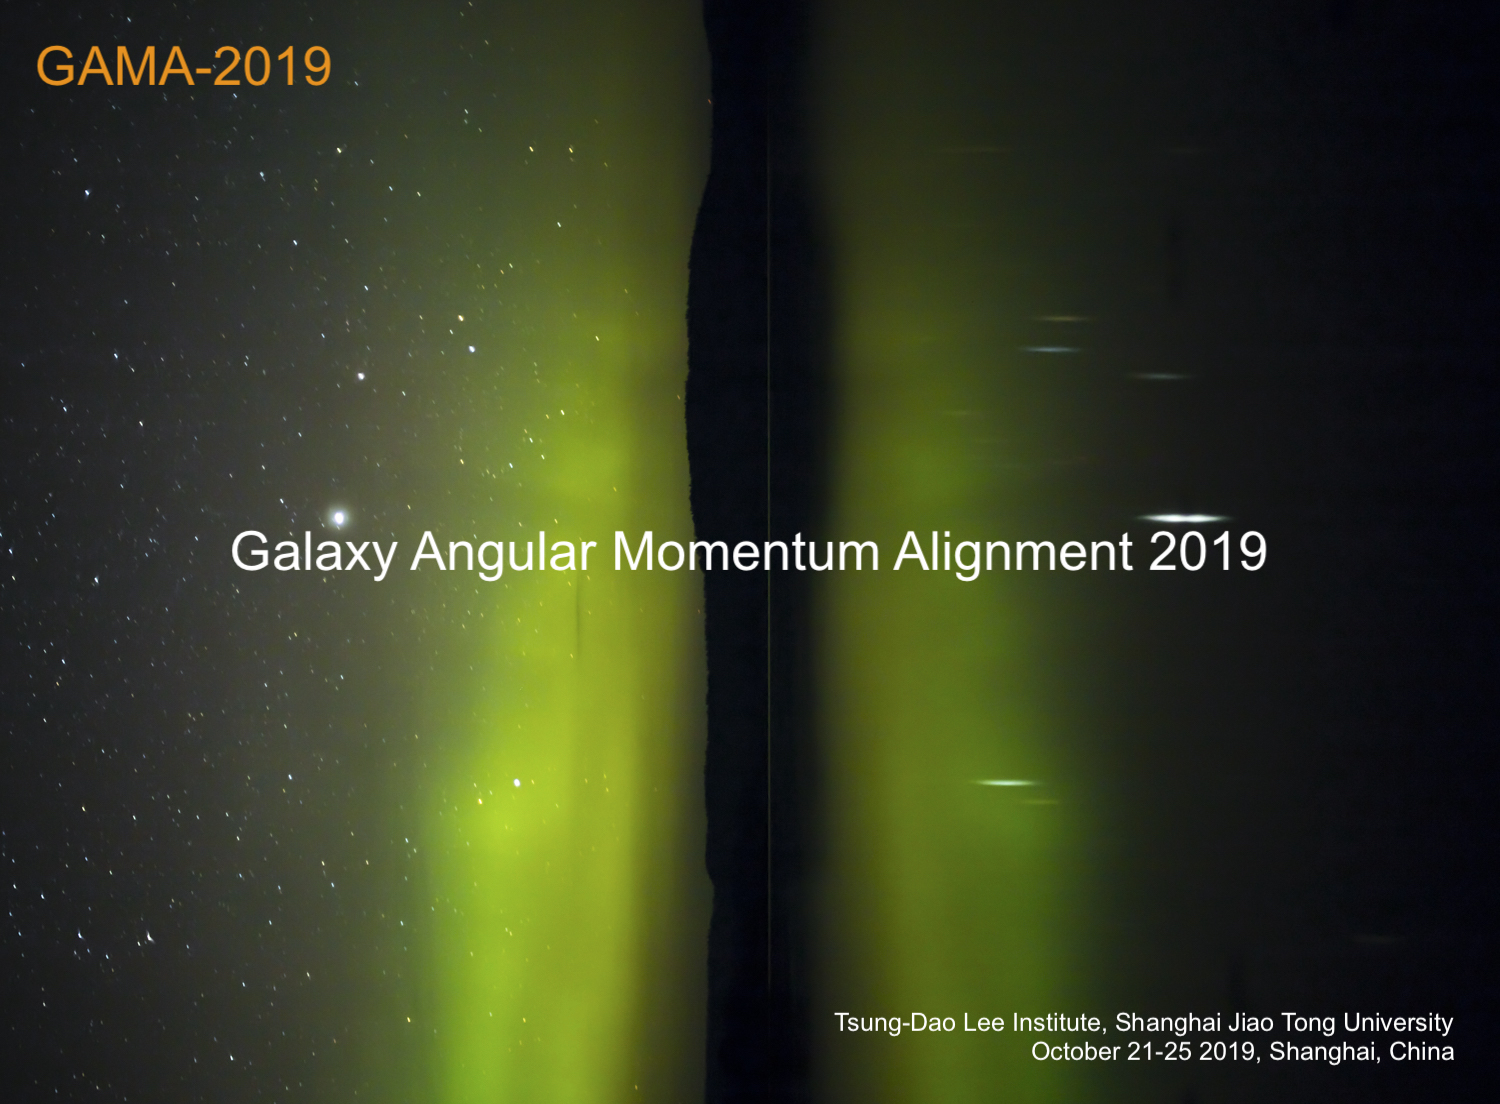 GAMA-2019
Galaxy Angular Momentum Alignment 2019
Tsung-Dao Lee Institute, Shanghai Jiao Tong University
October 21-25 2019, Shanghai, China